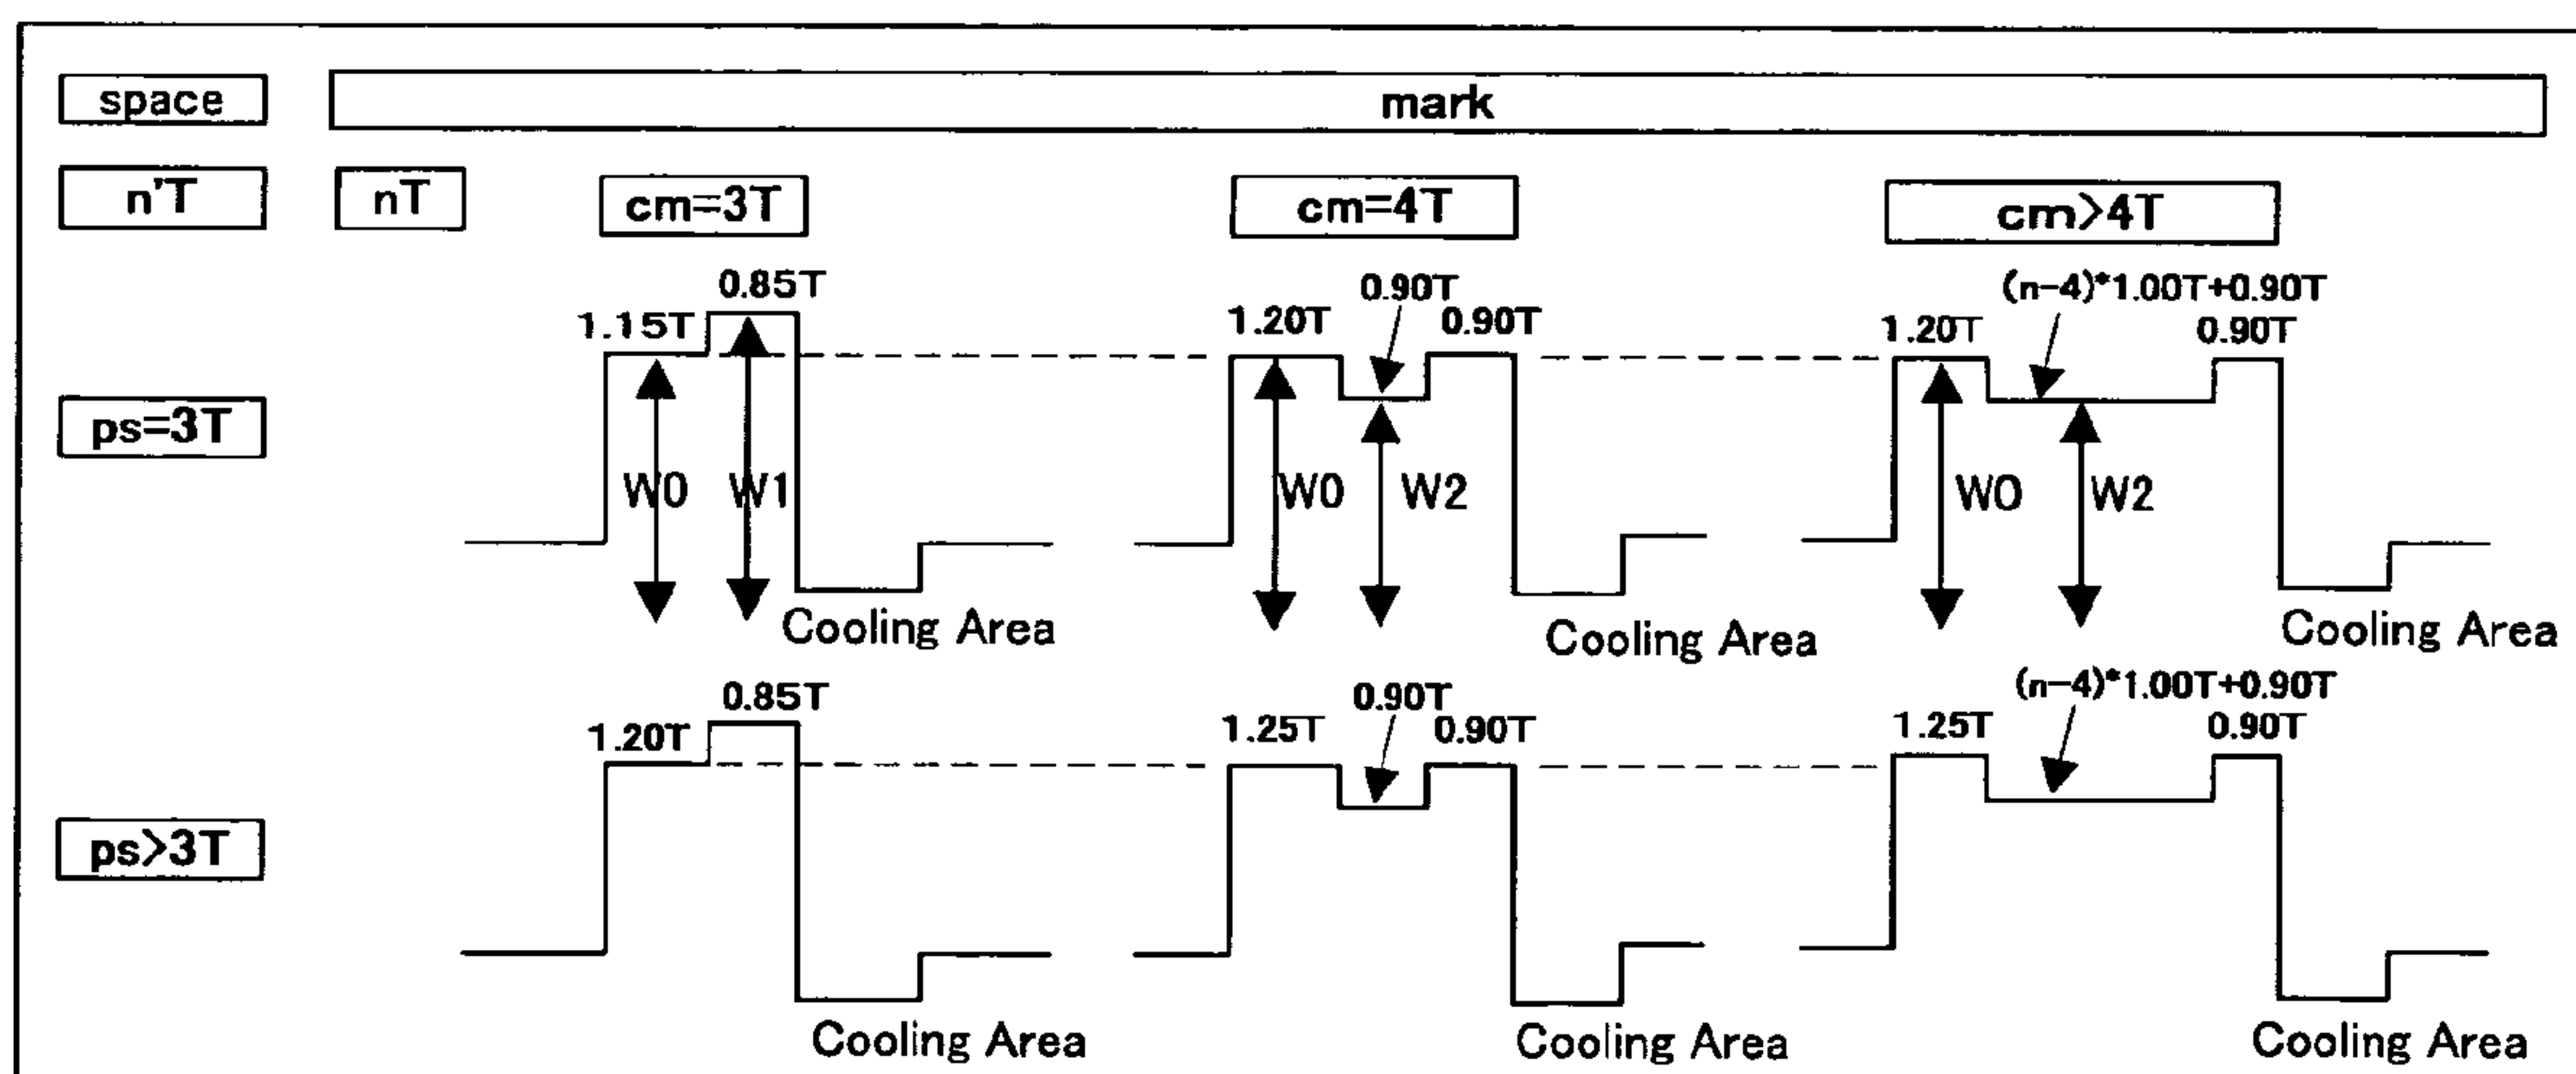 space mark
n'T nT cm=3T cm=4T cm>4T
0.85T 0.90T (n-4)*1.00T+0.90T
1.15T 1.20T 0.90T 1.20T 0.90T
ps=3T
W0 W1 W0 W2 W0 W2
Cooling Area Cooling Area Cooling Area
0.85T 0.90T (n-4)*1.00T+0.90T
1.20T 1.25T 0.90T 1.25T 0.90T
ps>3T
Cooling Area Cooling Area Cooling Area